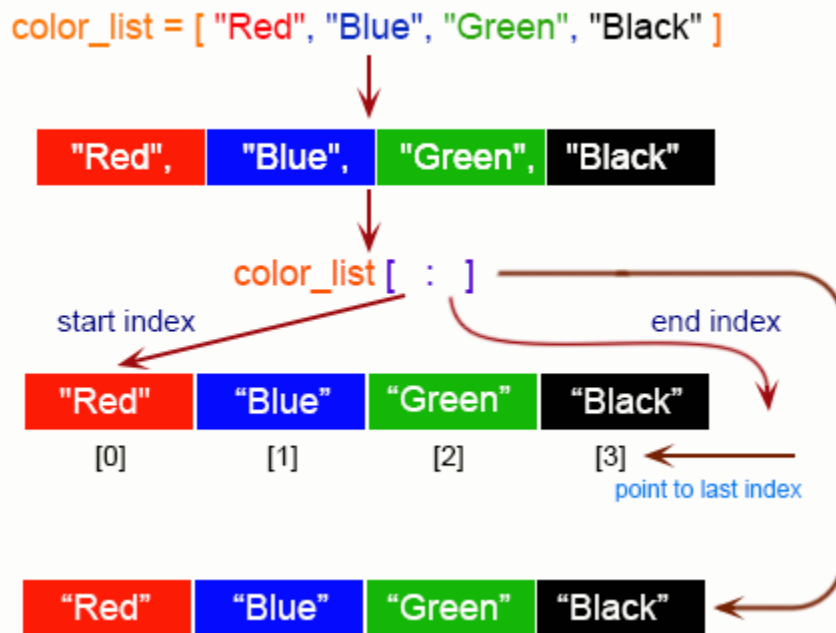 color_list = [ "Red", "Blue", "Green", "Black" ]
"Red", "Blue", "Green", "Black"
color_list [ : ]
start index end index
"Red" “Blue” “Green” “Black”
[0] [1] [2] [3]
point to last index
“Red” “Blue” “Green” “Black”